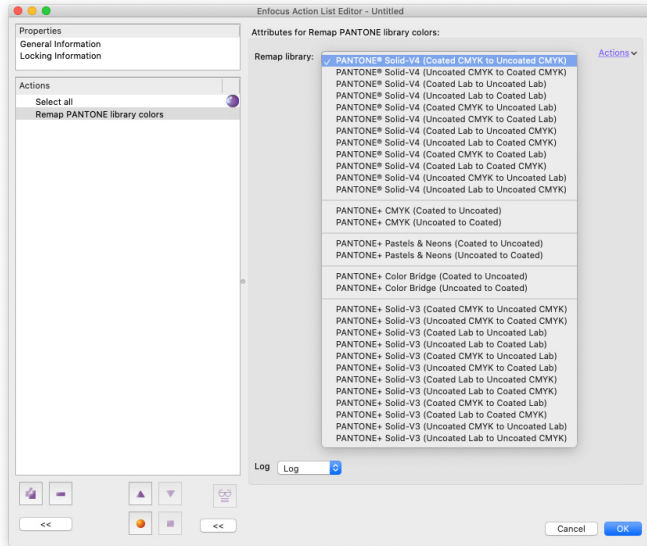 Enfocus Action List Editor - Untitled
Properties
General Information
Locking Information
Actions
Select all
Remap PANTONE library colors
<<
<<
Attributes for Remap PANTONE library colors:
Remap library:
Actions
✓ PANTONE® Solid-V4 (Coated CMYK to Uncoated CMYK)
PANTONE® Solid-V4 (Uncoated CMYK to Coated CMYK)
PANTONE® Solid-V4 (Coated Lab to Uncoated Lab)
PANTONE® Solid-V4 (Uncoated Lab to Coated Lab)
PANTONE® Solid-V4 (Coated CMYK to Uncoated Lab)
PANTONE® Solid-V4 (Uncoated CMYK to Coated Lab)
PANTONE® Solid-V4 (Coated Lab to Uncoated CMYK)
PANTONE® Solid-V4 (Uncoated Lab to Coated CMYK)
PANTONE® Solid-V4 (Coated CMYK to Coated Lab)
PANTONE® Solid-V4 (Coated Lab to Coated CMYK)
PANTONE® Solid-V4 (Uncoated CMYK to Uncoated Lab)
PANTONE® Solid-V4 (Uncoated Lab to Uncoated CMYK)
PANTONE+ CMYK (Coated to Uncoated)
PANTONE+ CMYK (Uncoated to Coated)
PANTONE+ Pastels & Neons (Coated to Uncoated)
PANTONE+ Pastels & Neons (Uncoated to Coated)
PANTONE+ Color Bridge (Coated to Uncoated)
PANTONE+ Color Bridge (Uncoated to Coated)
PANTONE+ Solid-V3 (Coated CMYK to Uncoated CMYK)
PANTONE+ Solid-V3 (Uncoated CMYK to Coated CMYK)
PANTONE+ Solid-V3 (Coated Lab to Uncoated Lab)
PANTONE+ Solid-V3 (Uncoated Lab to Coated Lab)
PANTONE+ Solid-V3 (Coated CMYK to Uncoated Lab)
PANTONE+ Solid-V3 (Uncoated CMYK to Coated Lab)
PANTONE+ Solid-V3 (Coated Lab to Uncoated CMYK)
PANTONE+ Solid-V3 (Uncoated Lab to Coated CMYK)
PANTONE+ Solid-V3 (Coated CMYK to Coated Lab)
PANTONE+ Solid-V3 (Coated Lab to Coated CMYK)
PANTONE+ Solid-V3 (Uncoated CMYK to Uncoated Lab)
PANTONE+ Solid-V3 (Uncoated Lab to Uncoated CMYK)
Log Log
Cancel OK